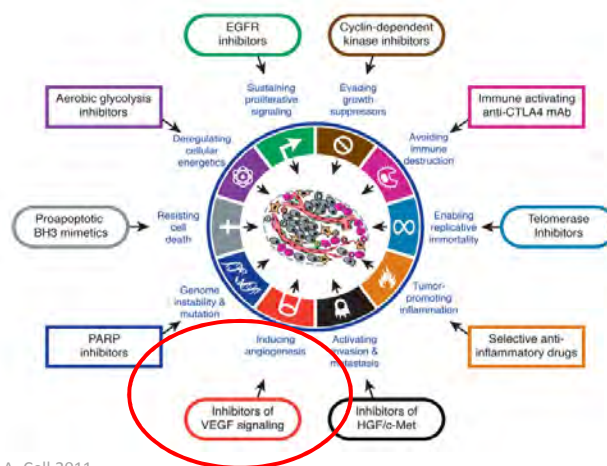 EGFR
inhibitors
Cyclin-dependent
kinase inhibitors
Aerobic glycolysis
inhibitors
Sustaining
proliferative
signaling
Evading
growth
suppressors
Immune activating
anti-CTLA4 mAb
Deregulating
cellular
energetics
Avoiding
immune
destruction
Proapoptotic
BH3 mimetics
Resisting
cell
death
Enabling
replicative
immortality
Telomerase
Inhibitors
Genome
instability &
mutation
Tumor-
promoting
inflammation
PARP
inhibitors
Inducing
angiogenesis
Activating
invasion &
metastasis
Selective anti-
inflammatory drugs
Inhibitors of
VEGF signaling
Inhibitors of
HGF/c-Met
Cell 2011